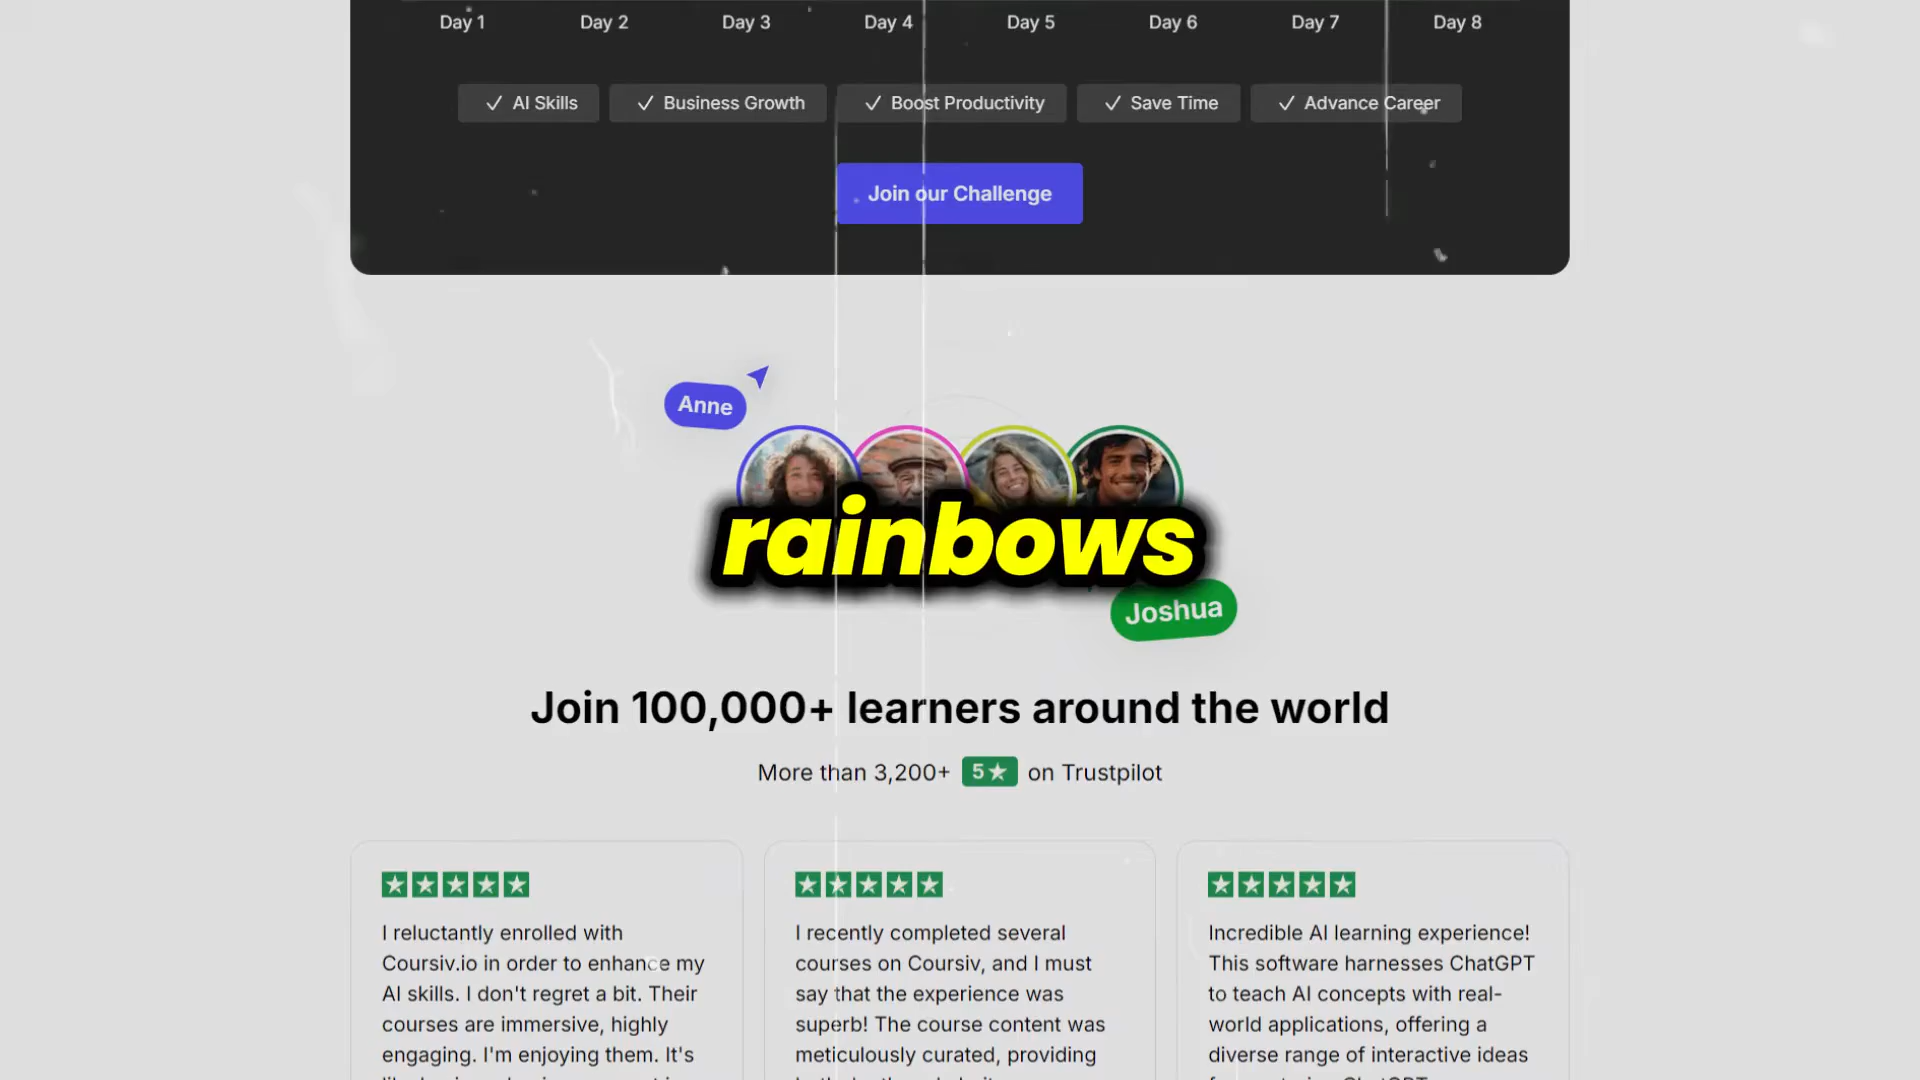 Day 1 Day 2 Day 3 Day 4 Day 5 Day 6 Day 7 Day 8
AI Skills Business Growth Boost Productivity Save Time Advance Career
Join our Challenge
Anne
rainbows
Joshua
Join 100,000+ learners around the world
More than 3,200+ 5 on Trustpilot
I reluctantly enrolled with
Coursiv.io in order to enhance my
AI skills. I don't regret a bit. Their
courses are immersive, highly
engaging. I'm enjoying them. It's
I recently completed several
courses on Coursiv, and I must
say that the experience was
superb! The course content was
meticulously curated, providing
Incredible AI learning experience!
This software harnesses ChatGPT
to teach AI concepts with real-
world applications, offering a
diverse range of interactive ideas